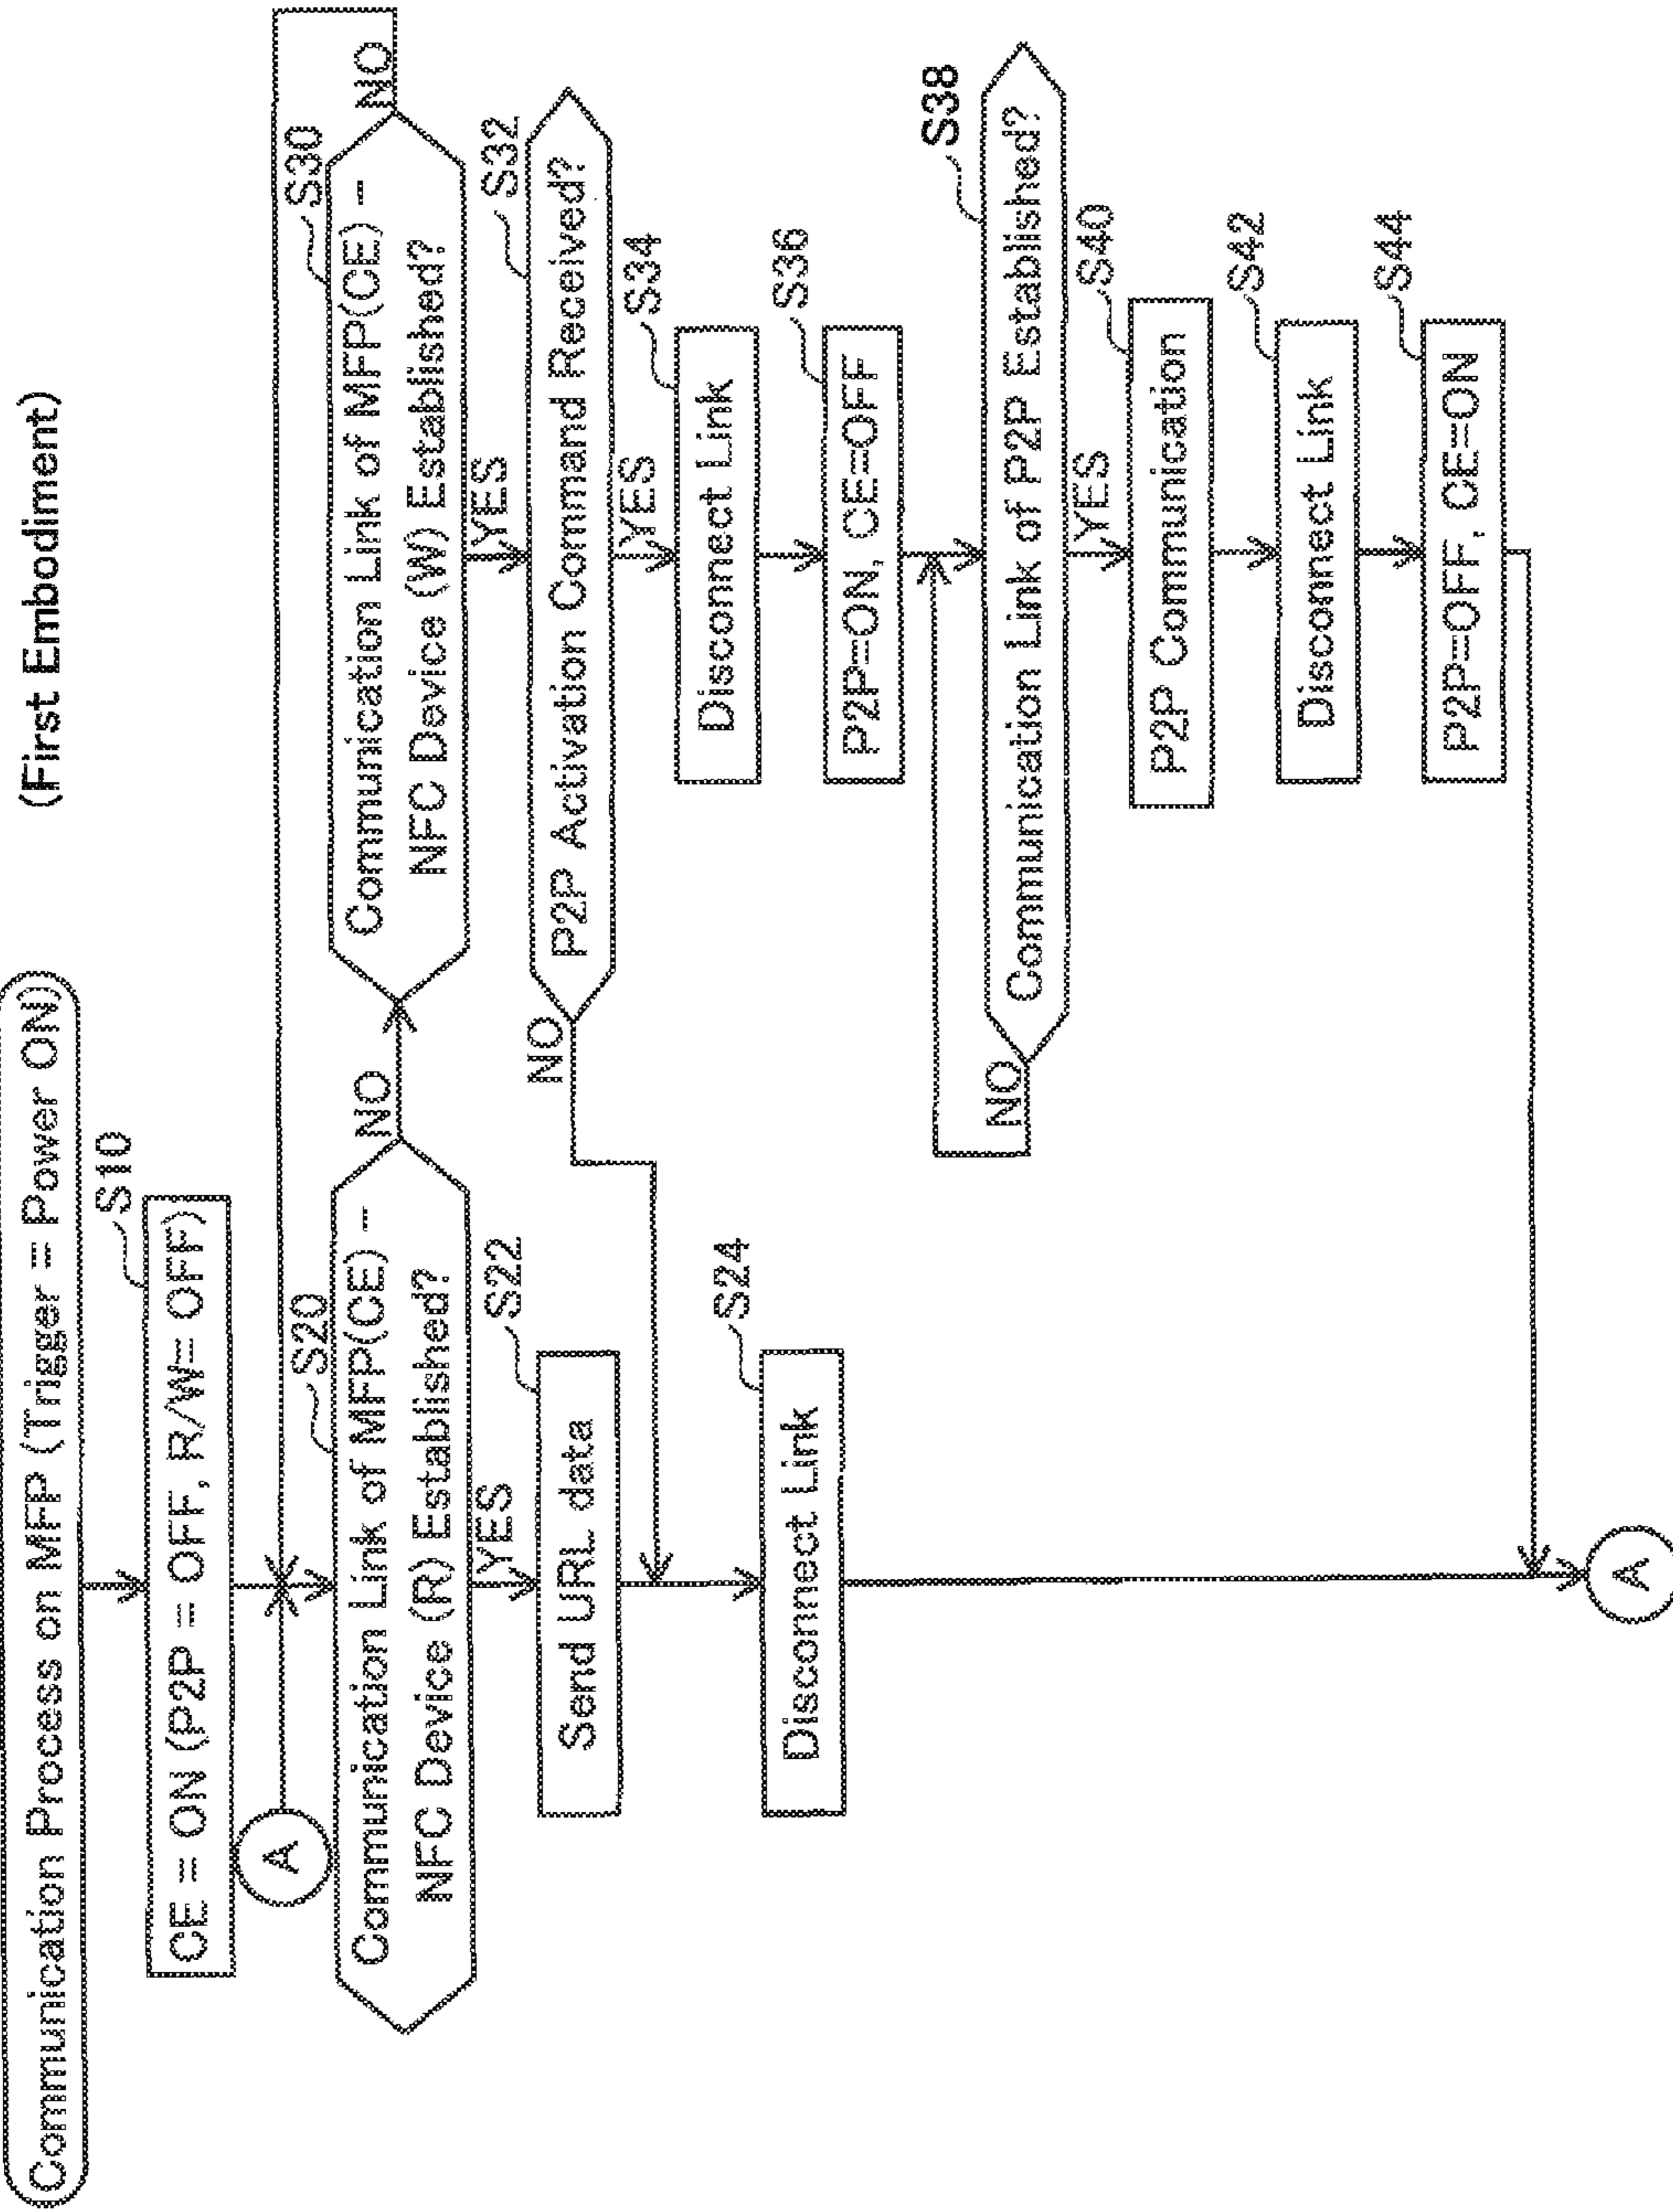 (First Embodiment)
Communication Process on MFP (Trigger = Power ON)
S10
CE = ON (P2P = OFF, R/W= OFF)
A
S20
Communication Link of MFP(CE) –
NFC Device (R) Established?
NO
YES
S22
Send URL data
S24
Disconnect Link
S30
Communication Link of MFP(CE) –
NFC Device (W) Established?
NO
YES
S32
P2P Activation Command Received?
NO
YES
S34
Disconnect Link
S36
P2P=ON, CE=OFF
S38
Communication Link of P2P Established?
NO
YES
S40
P2P Communication
S42
Disconnect Link
S44
P2P=OFF, CE=ON
A